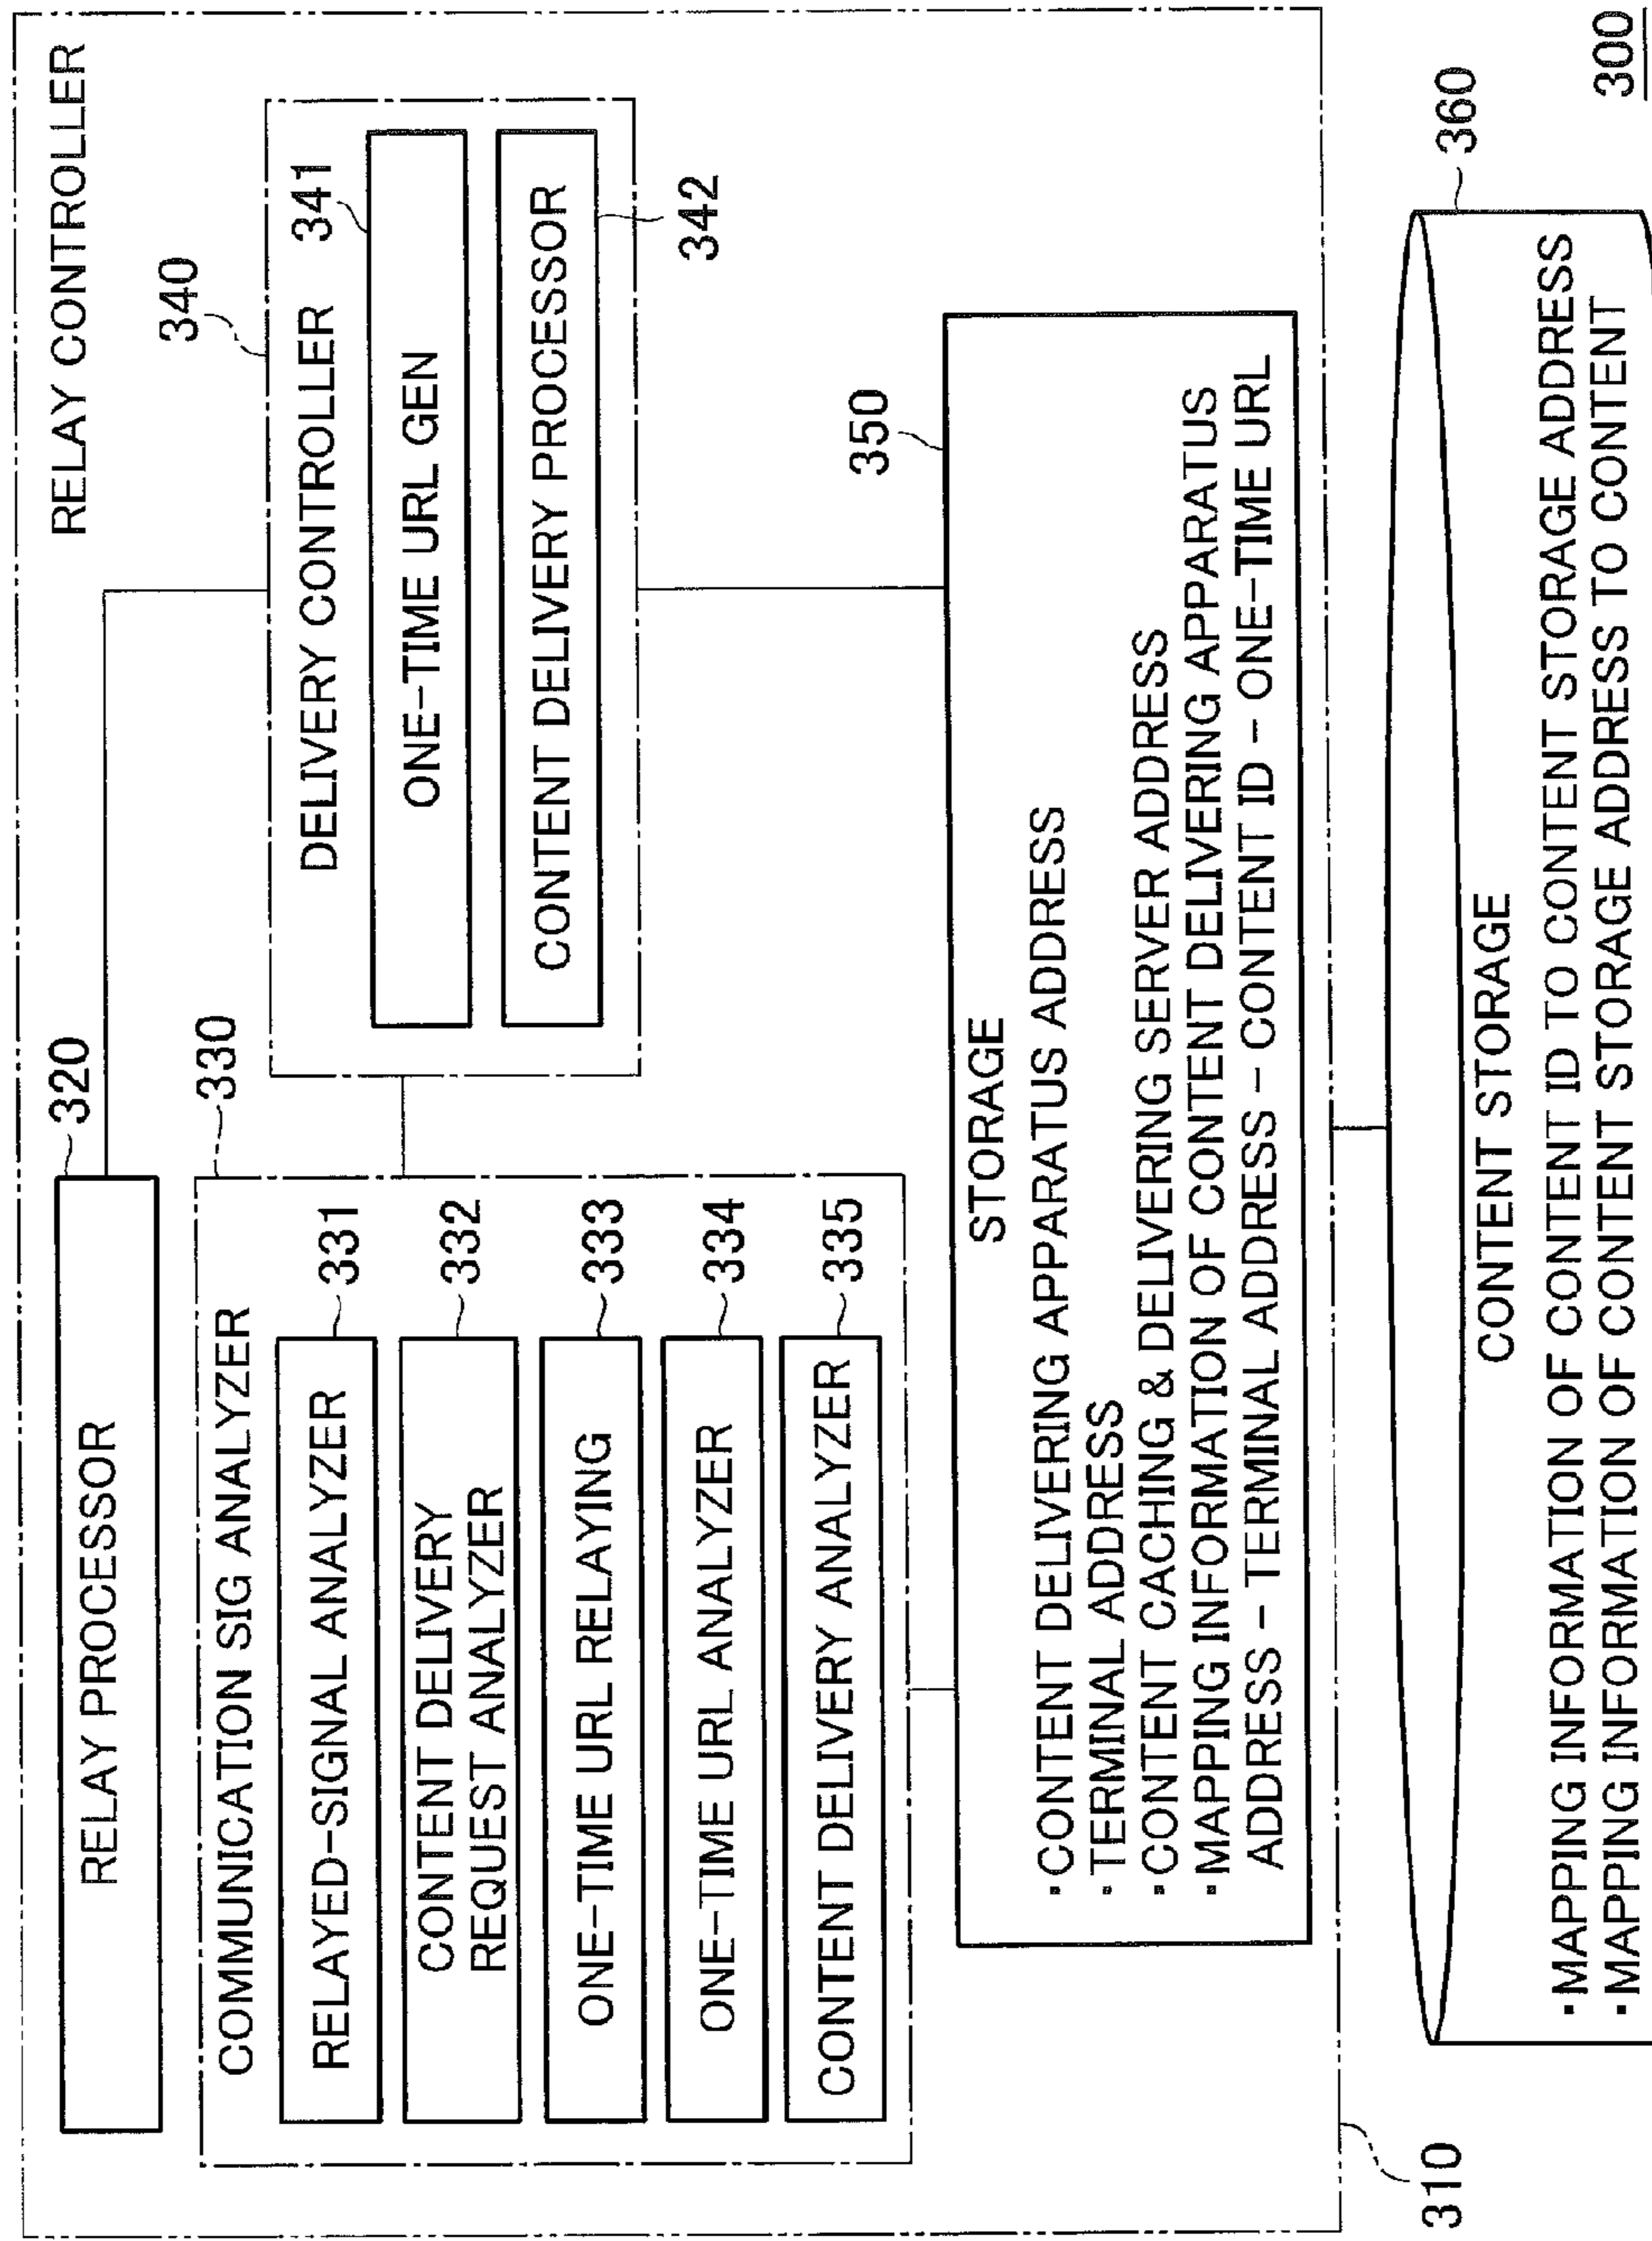 RELAY CONTROLLER
320
RELAY PROCESSOR
330
COMMUNICATION SIG ANALYZER
RELAYED-SIGNAL ANALYZER
331
CONTENT DELIVERY
REQUEST ANALYZER
332
ONE-TIME URL RELAYING
333
ONE-TIME URL ANALYZER
334
CONTENT DELIVERY ANALYZER
335
340
DELIVERY CONTROLLER
341
ONE-TIME URL GEN
CONTENT DELIVERY PROCESSOR
342
350
STORAGE
・CONTENT DELIVERING APPARATUS ADDRESS
・TERMINAL ADDRESS
・CONTENT CACHING & DELIVERING SERVER ADDRESS
・MAPPING INFORMATION OF CONTENT DELIVERING APPARATUS
ADDRESS – TERMINAL ADDRESS – CONTENT ID – ONE-TIME URL
310
360
CONTENT STORAGE
・MAPPING INFORMATION OF CONTENT ID TO CONTENT STORAGE ADDRESS
・MAPPING INFORMATION OF CONTENT STORAGE ADDRESS TO CONTENT
300